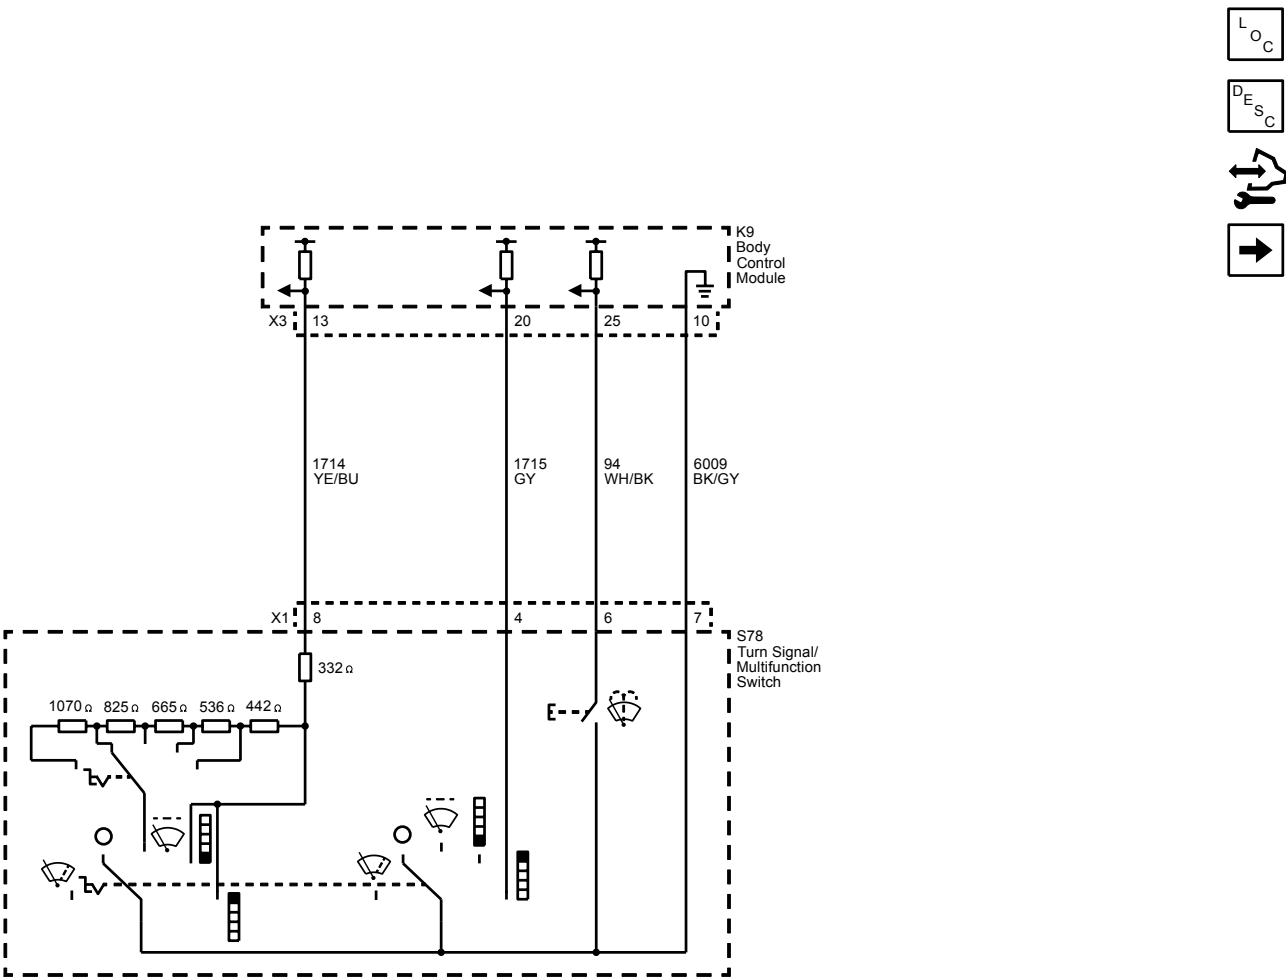 L
O
C
D
E
S
C
K9
Body
Control
Module
X3 13 20 25 10
1714
YE/BU
1715
GY
94
WH/BK
6009
BK/GY
X1 8 4 6 7
S78
Turn Signal/
Multifunction
Switch
332 Ω
1070 Ω 825 Ω 665 Ω 536 Ω 442 Ω